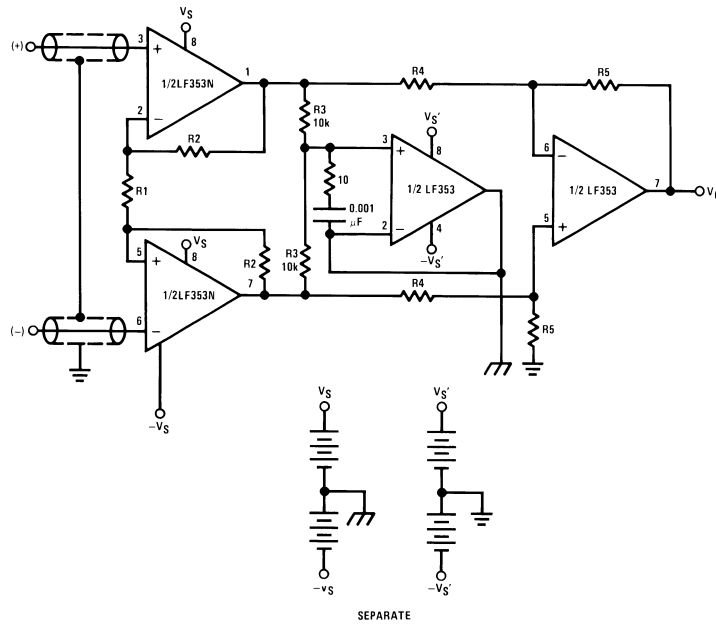 VS
(+)
3
+
8
1/2LF353N
1
2
−
R2
R1
R3
10k
R4
R5
VS'
3
+
8
1/2 LF353
10
0.001
μF
2
−
4
−VS'
6
−
1/2 LF353
7
5
+
VS
5
+
8
R2
1/2LF353N
7
R3
10k
R4
R5
(−)
6
−
−VS
VS
VS'
−VS
−VS'
SEPARATE